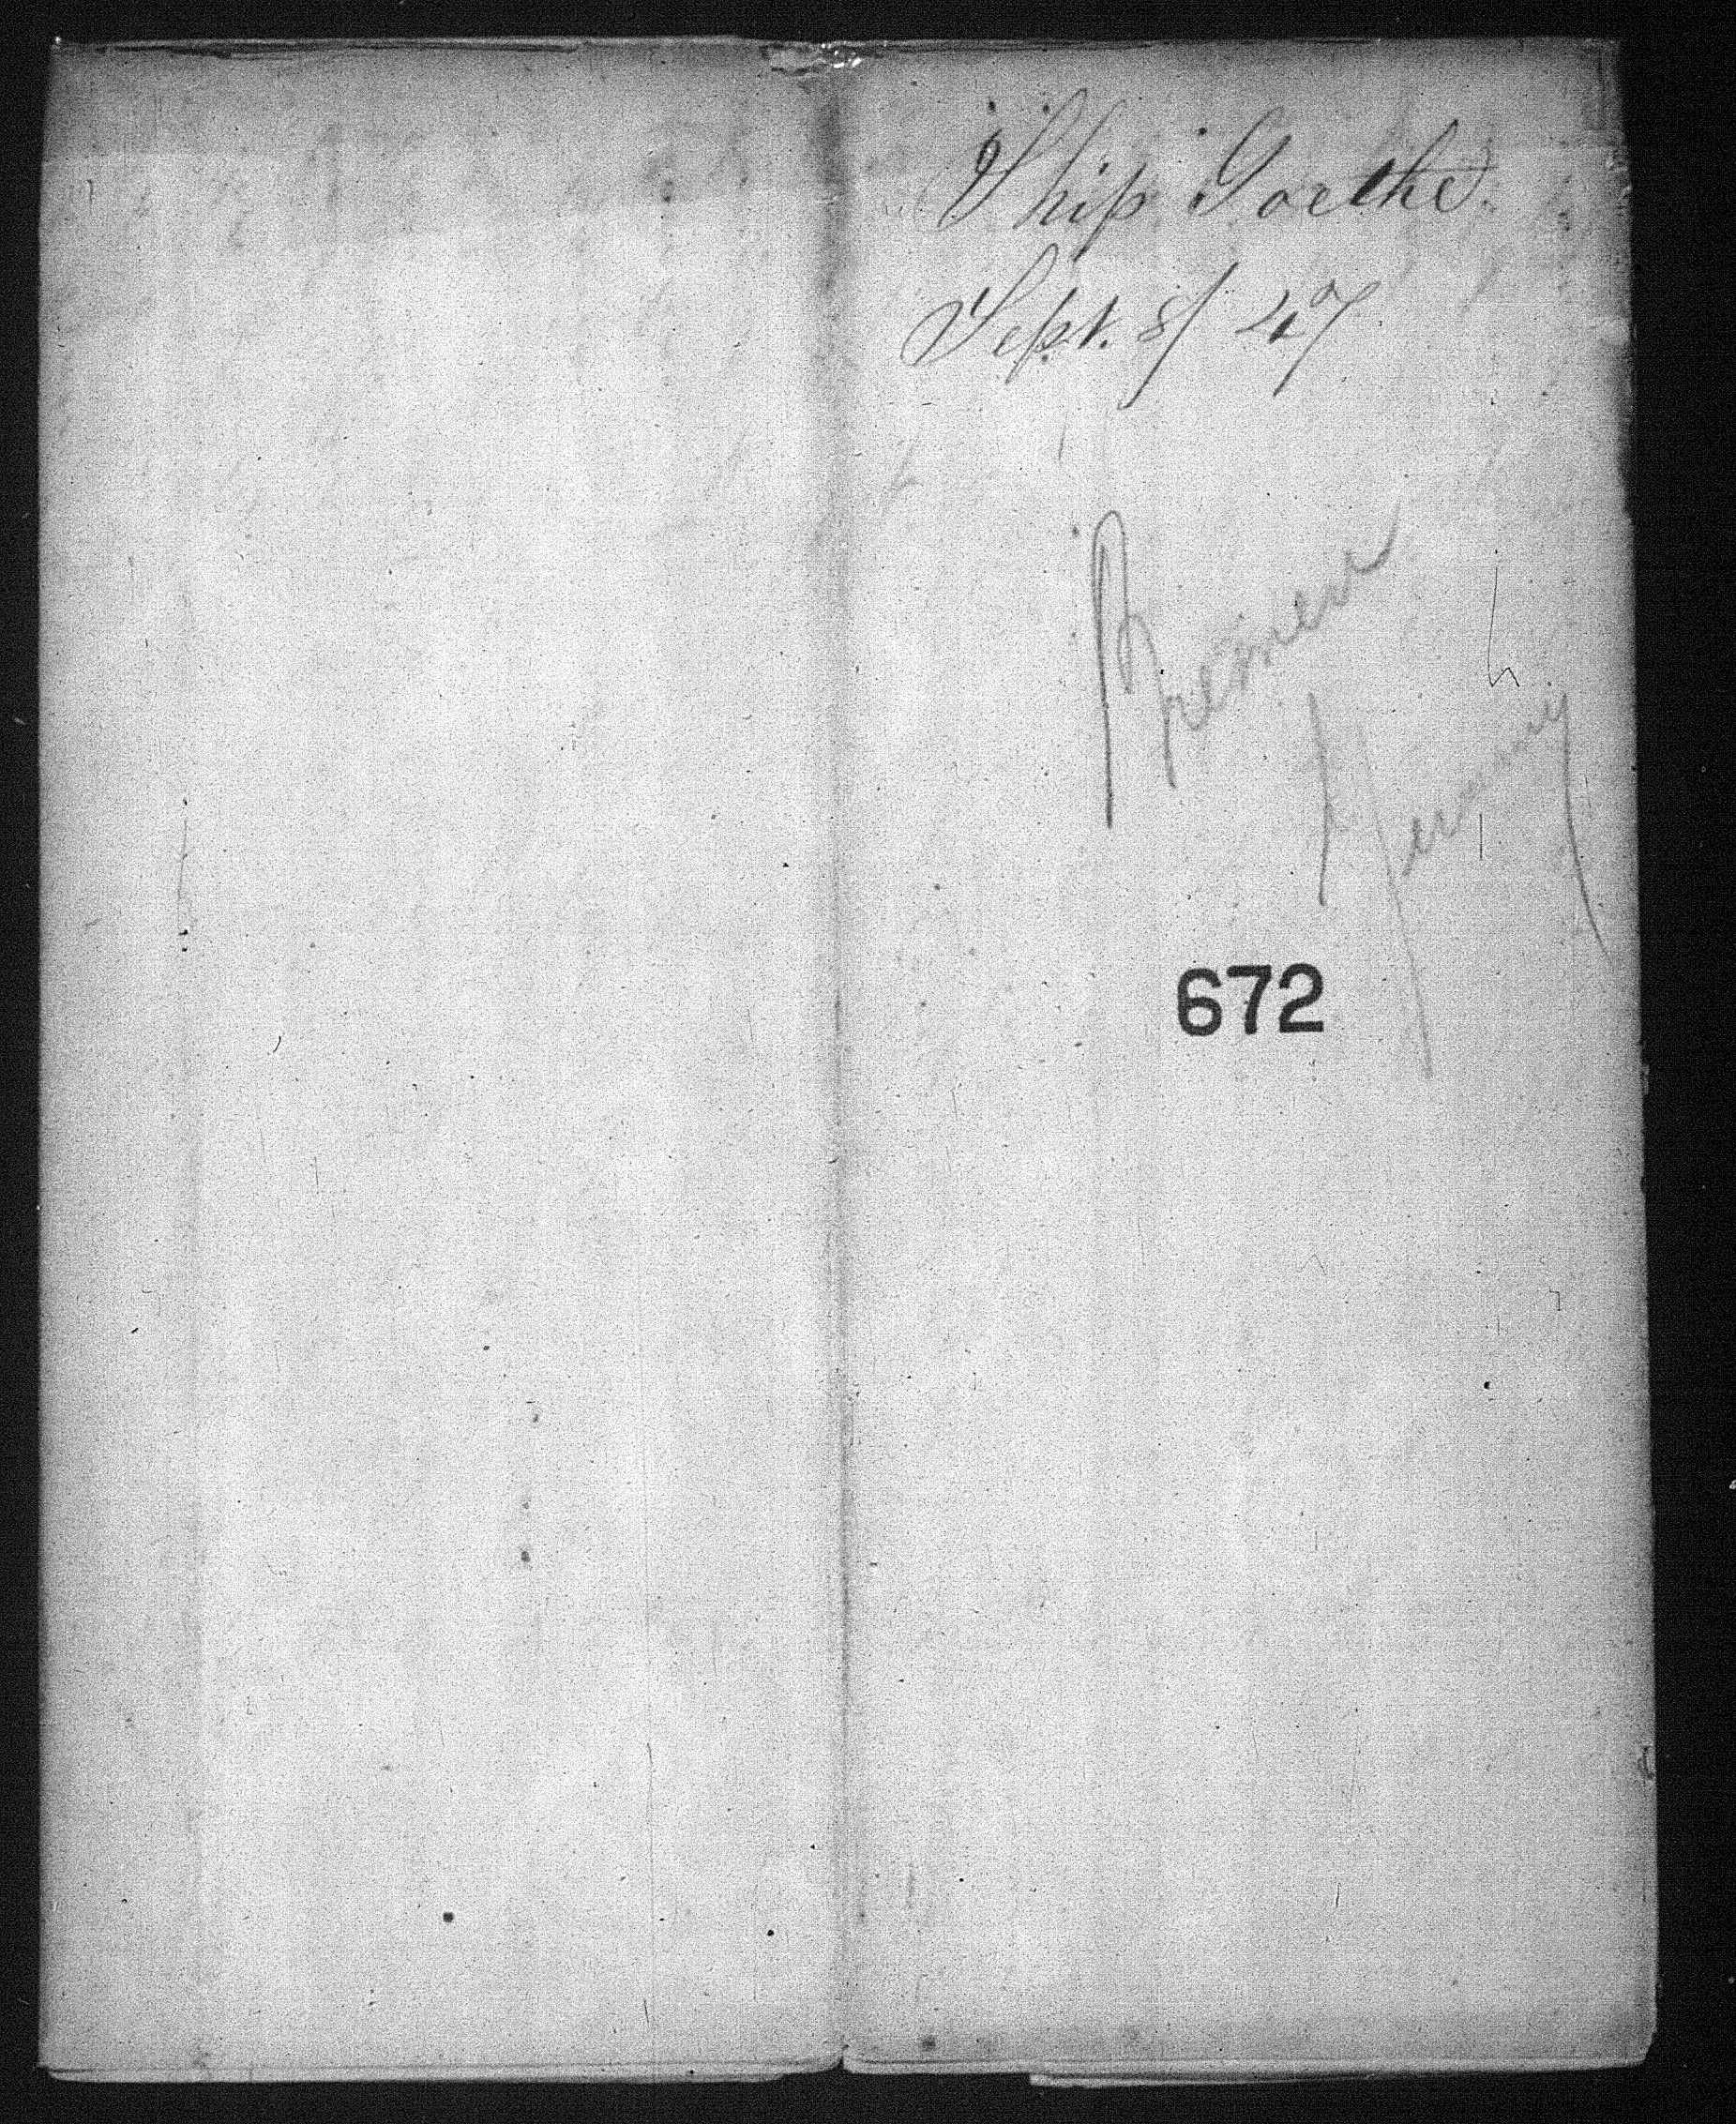 Ship Goethe.
Sept. 8/ 47
Bremen
Germany
672